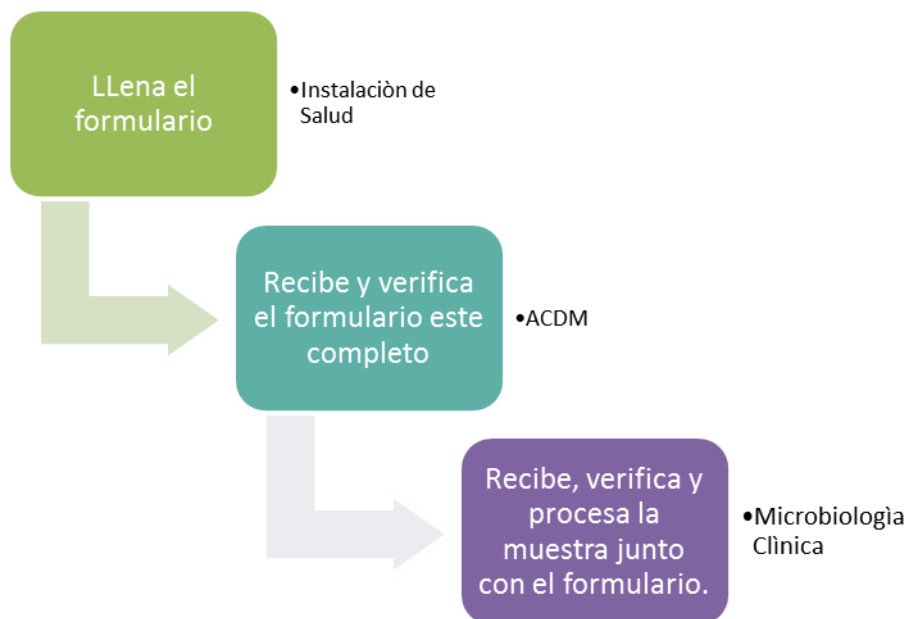 LLena el
formulario
•Instalaciòn de
Salud
Recibe y verifica
el formulario este
completo
•ACDM
Recibe, verifica y
procesa la
muestra junto
con el formulario.
•Microbiologìa
Clìnica